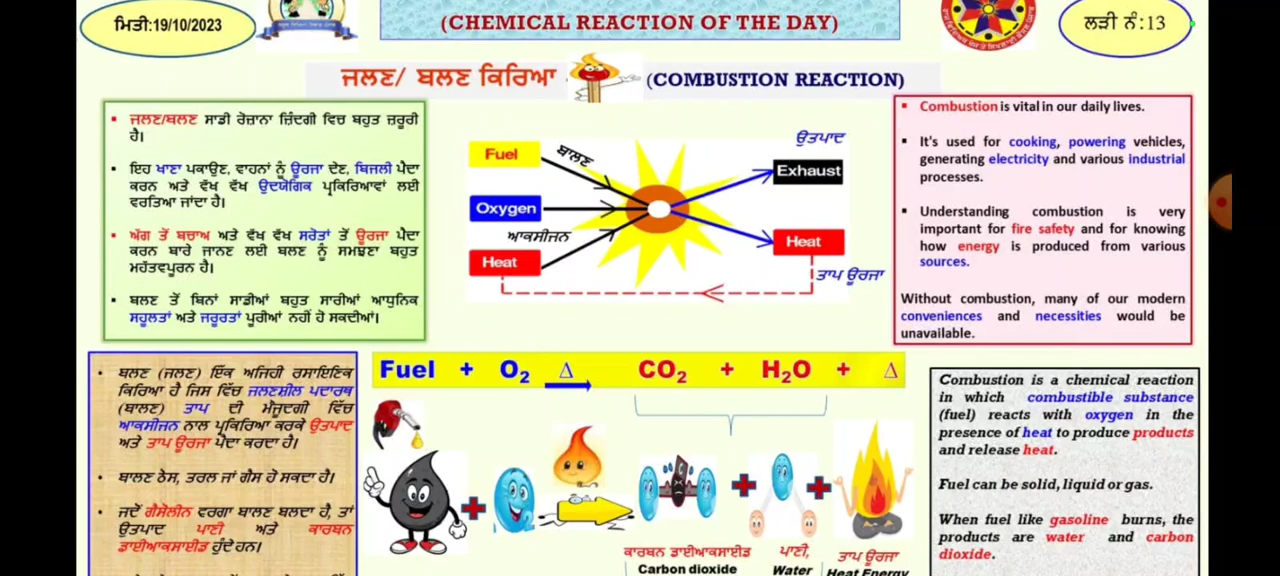 ਮਿਤੀ:19/10/2023
(CHEMICAL REACTION OF THE DAY)
ਲੜੀ ਨੰ:13
ਜਲਣ/ ਬਲਣ ਕਿਰਿਆ (COMBUSTION REACTION)
▪ ਜਲਣ/ਬਲਣ ਸਾਡੀ ਰੋਜ਼ਾਨਾ ਜ਼ਿੰਦਗੀ ਵਿਚ ਬਹੁਤ ਜ਼ਰੂਰੀ
ਹੈ।
▪ ਇਹ ਖਾਣਾ ਪਕਾਉਣ, ਵਾਹਨਾਂ ਨੂੰ ਊਰਜਾ ਦੇਣ, ਬਿਜਲੀ ਪੈਦਾ
ਕਰਨ ਅਤੇ ਵੱਖ ਵੱਖ ਉਦਯੋਗਿਕ ਪ੍ਰਕਿਰਿਆਵਾਂ ਲਈ
ਵਰਤਿਆ ਜਾਂਦਾ ਹੈ।
▪ ਅੱਗ ਤੋਂ ਬਚਾਅ ਅਤੇ ਵੱਖ ਵੱਖ ਸਰੋਤਾਂ ਤੋਂ ਊਰਜਾ ਪੈਦਾ
ਕਰਨ ਬਾਰੇ ਜਾਨਣ ਲਈ ਬਲਣ ਨੂੰ ਸਮਝਣਾ ਬਹੁਤ
ਮਹੱਤਵਪੂਰਨ ਹੈ।
▪ ਬਲਣ ਤੋਂ ਬਿਨਾਂ ਸਾਡੀਆਂ ਬਹੁਤ ਸਾਰੀਆਂ ਆਧੁਨਿਕ
ਸਹੂਲਤਾਂ ਅਤੇ ਜਰੂਰਤਾਂ ਪੂਰੀਆਂ ਨਹੀਂ ਹੋ ਸਕਦੀਆਂ।
Fuel
ਬਾਲਣ
Oxygen
ਆਕਸੀਜਨ
Heat
ਉਤਪਾਦ
Exhaust
Heat
ਤਾਪ ਊਰਜਾ
▪ Combustion is vital in our daily lives.
▪ It's used for cooking, powering vehicles,
generating electricity and various industrial
processes.
▪ Understanding combustion is very
important for fire safety and for knowing
how energy is produced from various
sources.
Without combustion, many of our modern
conveniences and necessities would be
unavailable.
• ਬਲਣ (ਜਲਣ) ਇੱਕ ਅਜਿਹੀ ਰਸਾਇਣਿਕ
ਕਿਰਿਆ ਹੈ ਜਿਸ ਵਿੱਚ ਜਲਣਸ਼ੀਲ ਪਦਾਰਥ
(ਬਾਲਣ) ਤਾਪ ਦੀ ਮੌਜੂਦਗੀ ਵਿੱਚ
ਆਕਸੀਜਨ ਨਾਲ ਪ੍ਰਕਿਰਿਆ ਕਰਕੇ ਉਤਪਾਦ
ਅਤੇ ਤਾਪ ਊਰਜਾ ਪੈਦਾ ਕਰਦਾ ਹੈ।
• ਬਾਲਣ ਠੋਸ, ਤਰਲ ਜਾਂ ਗੈਸ ਹੋ ਸਕਦਾ ਹੈ।
• ਜਦੋਂ ਗੈਸੋਲੀਨ ਵਰਗਾ ਬਾਲਣ ਬਲਦਾ ਹੈ, ਤਾਂ
ਉਤਪਾਦ ਪਾਣੀ ਅਤੇ ਕਾਰਬਨ
ਡਾਈਆਕਸਾਈਡ ਹੁੰਦੇ ਹਨ।
Fuel + O₂ Δ CO₂ + H₂O + Δ
C
ਕਾਰਬਨ ਡਾਈਆਕਸਾਈਡ
Carbon dioxide
ਪਾਣੀ,
Water
ਤਾਪ ਊਰਜਾ
Heat Energy
Combustion is a chemical reaction
in which combustible substance
(fuel) reacts with oxygen in the
presence of heat to produce products
and release heat.
Fuel can be solid, liquid or gas.
When fuel like gasoline burns, the
products are water and carbon
dioxide.